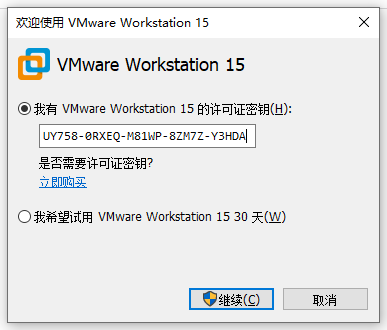 欢迎使用 VMware Workstation 15
VMware Workstation 15
我有 VMware Workstation 15 的许可证密钥(H):
UY758-0RXEQ-M81WP-8ZM7Z-Y3HDA
是否需要许可证密钥?
立即购买
我希望试用 VMware Workstation 15 30 天(W)
继续(C) 取消